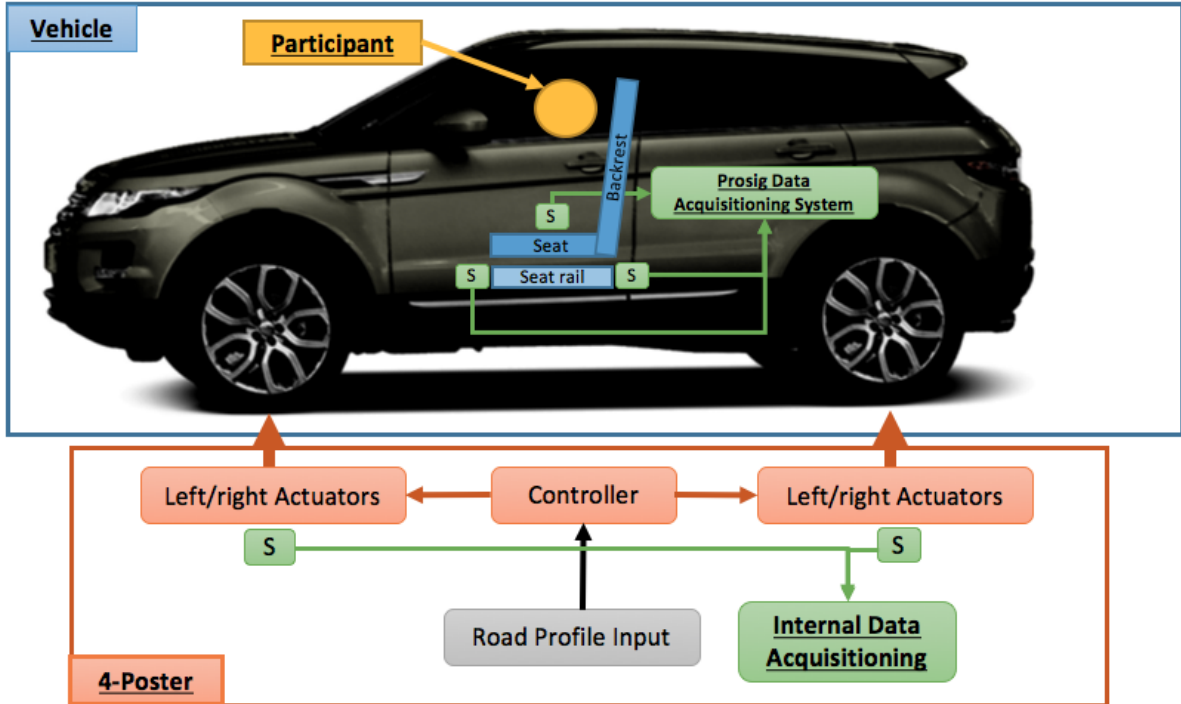 Vehicle
Participant
Backrest
Prosig Data
Acquisitioning System
S
Seat
S
Seat rail
S
Left/right Actuators
Controller
Left/right Actuators
S
S
Road Profile Input
Internal Data
Acquisitioning
4-Poster